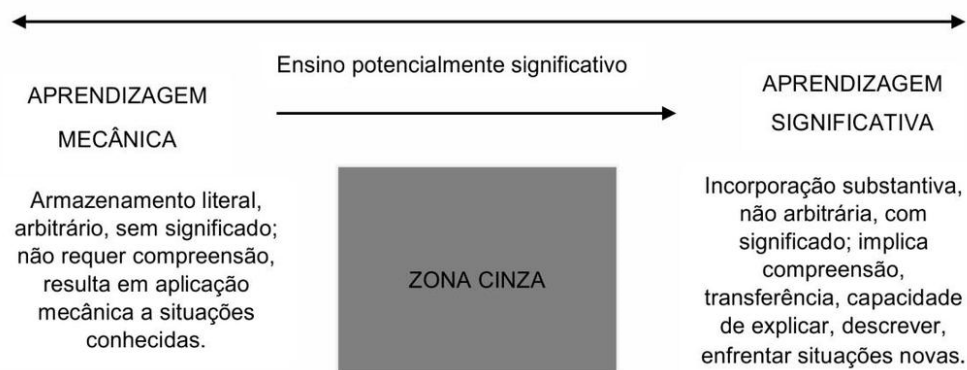 Ensino potencialmente significativo
APRENDIZAGEM
MECÂNICA
Armazenamento literal,
arbitrário, sem significado;
não requer compreensão,
resulta em aplicação
mecânica a situações
conhecidas.
ZONA CINZA
APRENDIZAGEM
SIGNIFICATIVA
Incorporação substantiva,
não arbitrária, com
significado; implica
compreensão,
transferência, capacidade
de explicar, descrever,
enfrentar situações novas.